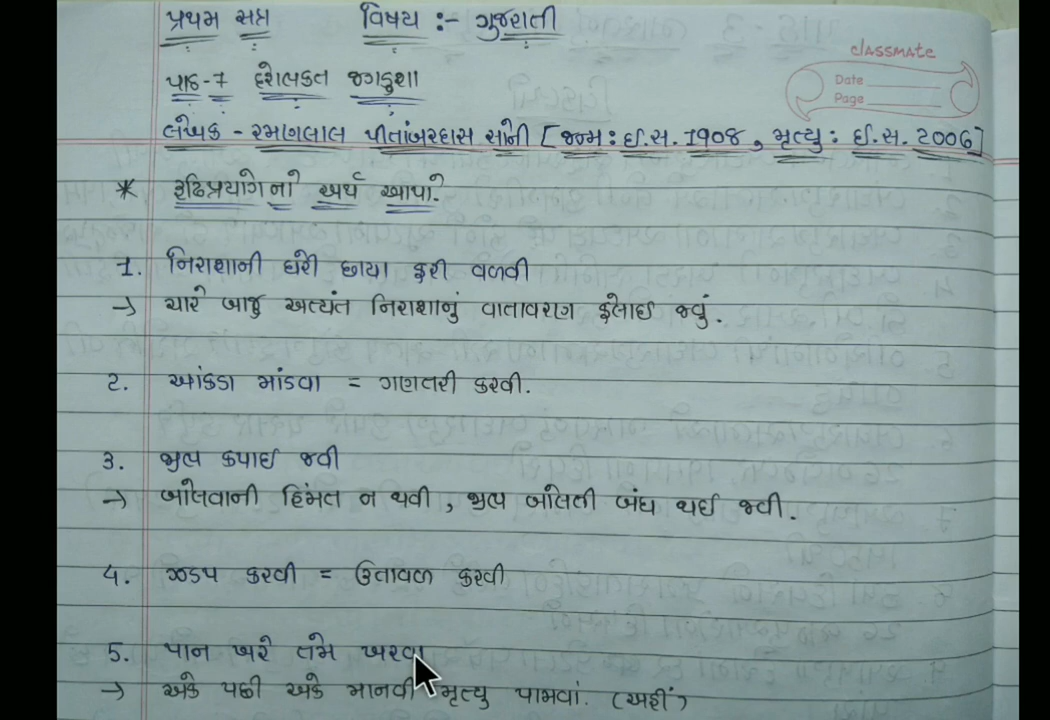 પ્રથમ સત્ર વિષય :- ગુજરાતી
classmate
Date
Page
પાઠ-7 દેશભક્ત જગડુશા
લેખક - રમણલાલ પીતાંબરદાસ સોની [જન્મ : ઈ.સ. 1908, મૃત્યુ : ઈ.સ. 2006]
* રૂઢિપ્રયોગોનાં અર્થ આપો.
1. નિરાશાની ઘેરી છાયા ફરી વળવી
→ ચારે બાજુ અત્યંત નિરાશાનું વાતાવરણ ફેલાઈ જવું.
2. આંકડા માંડવા = ગણતરી કરવી.
3. જીભ કપાઈ જવી
→ બોલવાની હિંમત ન થવી, જીભ બોલતી બંધ થઈ જવી.
4. ઝડપ કરવી = ઉતાવળ કરવી
5. પાન ખરે તેમ ખરવા
→ એક પછી એક માનવી મૃત્યુ પામવાં. (અહીં)